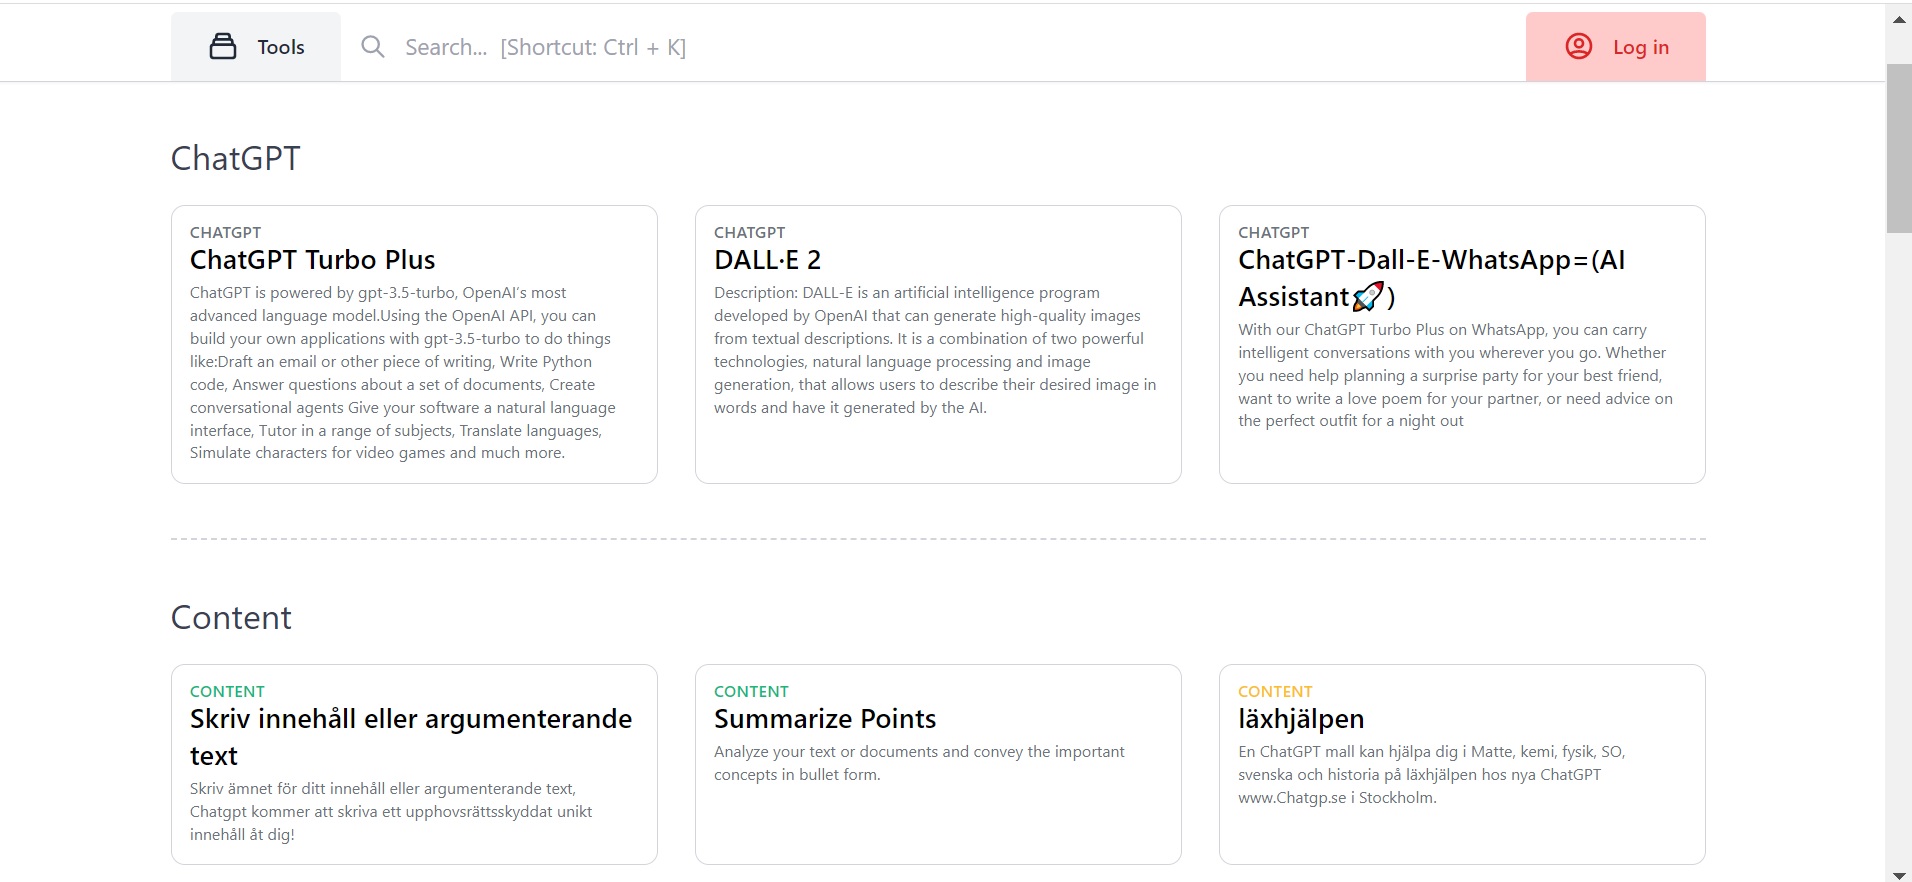 Tools
Search... [Shortcut: Ctrl + K]
Log in
ChatGPT
CHATGPT
ChatGPT Turbo Plus
ChatGPT is powered by gpt-3.5-turbo, OpenAI's most
advanced language model.Using the OpenAI API, you can
build your own applications with gpt-3.5-turbo to do things
like:Draft an email or other piece of writing, Write Python
code, Answer questions about a set of documents, Create
conversational agents Give your software a natural language
interface, Tutor in a range of subjects, Translate languages,
Simulate characters for video games and much more.
CHATGPT
DALL·E 2
Description: DALL-E is an artificial intelligence program
developed by OpenAI that can generate high-quality images
from textual descriptions. It is a combination of two powerful
technologies, natural language processing and image
generation, that allows users to describe their desired image in
words and have it generated by the AI.
CHATGPT
ChatGPT-Dall-E-WhatsApp=(AI
Assistant🚀)
With our ChatGPT Turbo Plus on WhatsApp, you can carry
intelligent conversations with you wherever you go. Whether
you need help planning a surprise party for your best friend,
want to write a love poem for your partner, or need advice on
the perfect outfit for a night out
Content
CONTENT
Skriv innehåll eller argumenterande
text
Skriv ämnet för ditt innehåll eller argumenterande text,
Chatgpt kommer att skriva ett upphovsrättsskyddat unikt
innehåll åt dig!
CONTENT
Summarize Points
Analyze your text or documents and convey the important
concepts in bullet form.
CONTENT
läxhjälpen
En ChatGPT mall kan hjälpa dig i Matte, kemi, fysik, SO,
svenska och historia på läxhjälpen hos nya ChatGPT
www.Chatgp.se i Stockholm.